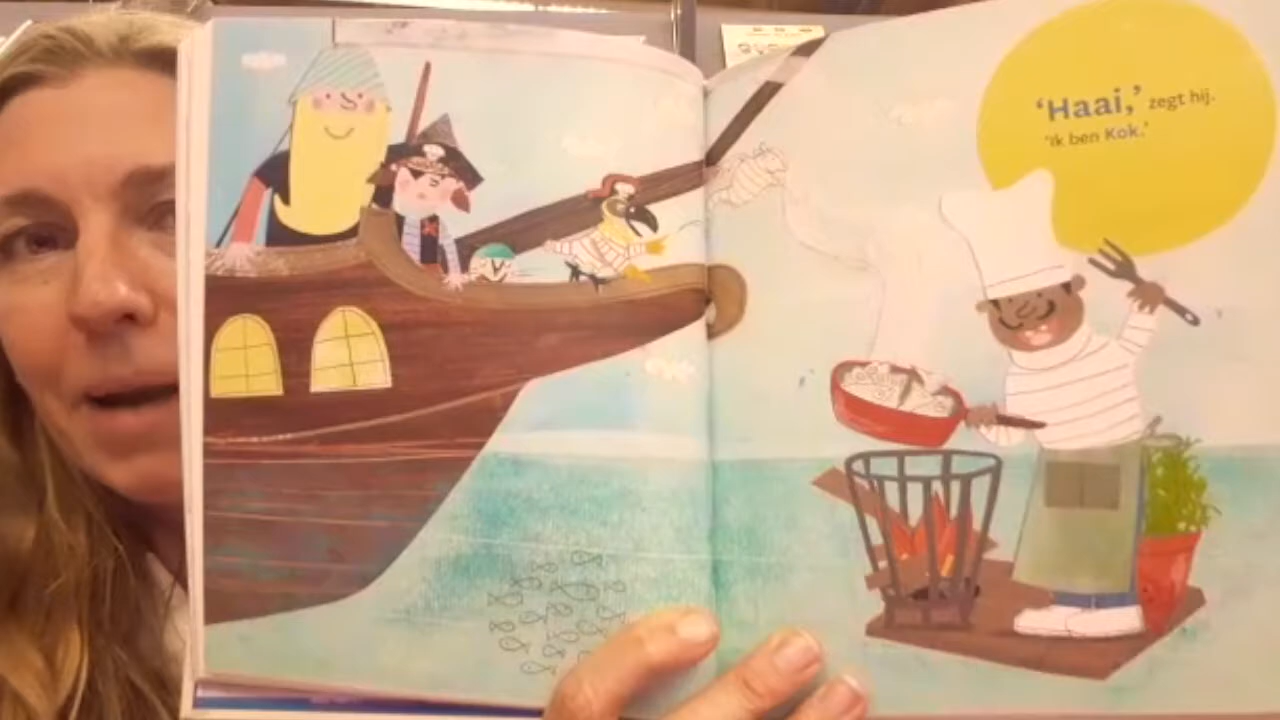 ‘Haai,’ zegt hij.
‘Ik ben Kok.’